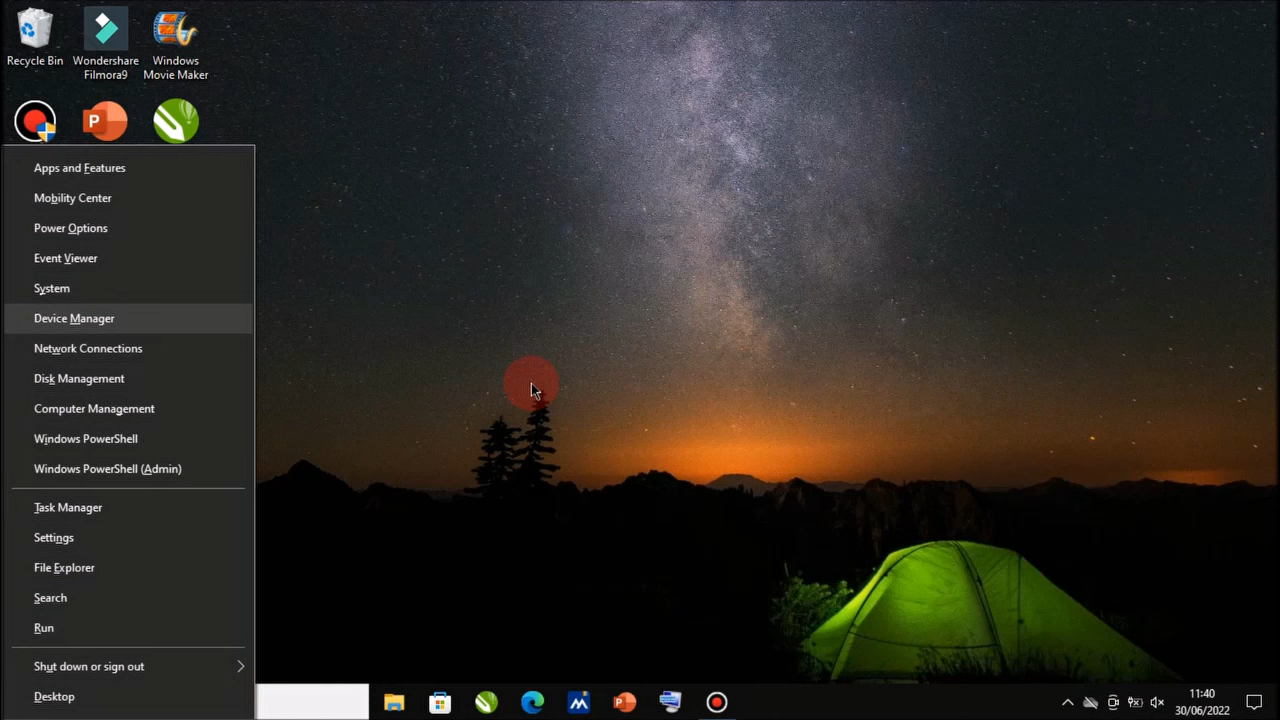 Recycle Bin
Wondershare
Filmora9
Windows
Movie Maker
P
Apps and Features
Mobility Center
Power Options
Event Viewer
System
Device Manager
Network Connections
Disk Management
Computer Management
Windows PowerShell
Windows PowerShell (Admin)
Task Manager
Settings
File Explorer
Search
Run
Shut down or sign out
Desktop
P
11:40
30/06/2022